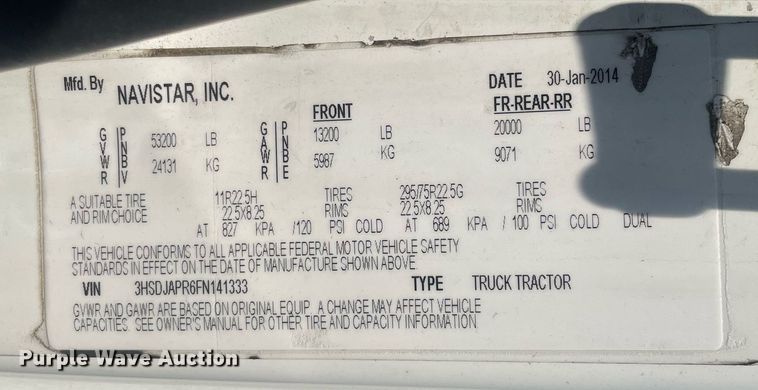 Mfd. By NAVISTAR, INC. DATE 30-Jan-2014
FRONT FR-REAR-RR
GVWR PNBV 53200 LB GAWR PNBE 13200 LB 20000 LB
24131 KG 5987 KG 9071 KG
A SUITABLE TIRE 11R22.5H TIRES 295/75R22.5G TIRES
AND RIM CHOICE 22.5X8.25 RIMS 22.5X8.25 RIMS
AT 827 KPA /120 PSI COLD AT 689 KPA / 100 PSI COLD DUAL
THIS VEHICLE CONFORMS TO ALL APPLICABLE FEDERAL MOTOR VEHICLE SAFETY
STANDARDS IN EFFECT ON THE DATE OF MANUFACTURE SHOWN ABOVE.
VIN 3HSDJAPR6FN141333 TYPE TRUCK TRACTOR
GVWR AND GAWR ARE BASED ON ORIGINAL EQUIP. A CHANGE MAY AFFECT VEHICLE
CAPACITIES. SEE OWNER'S MANUAL FOR OTHER TIRE AND CAPACITY INFORMATION.
Purple Wave Auction